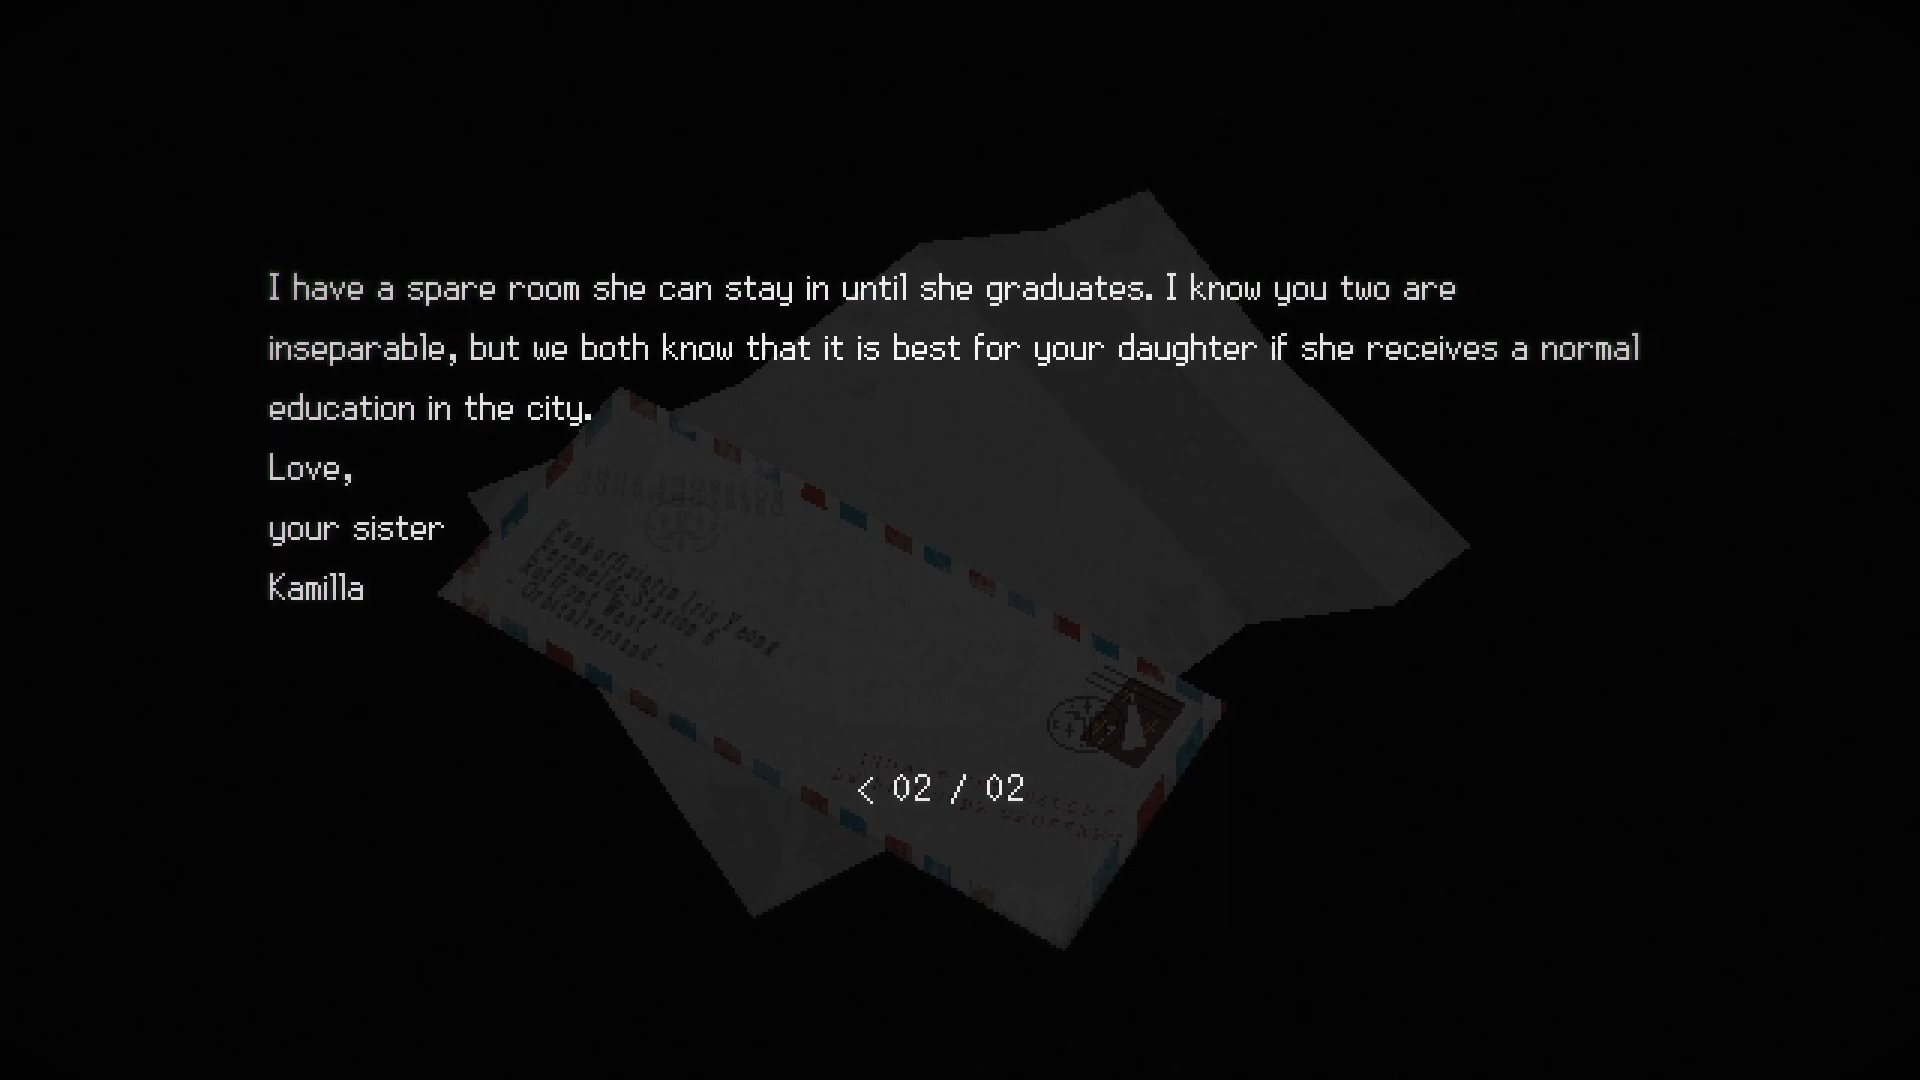 I have a spare room she can stay in until she graduates. I know you two are
inseparable, but we both know that it is best for your daughter if she receives a normal
education in the city.
Love,
your sister
Kamilla
Iris Yeong
< 02 / 02